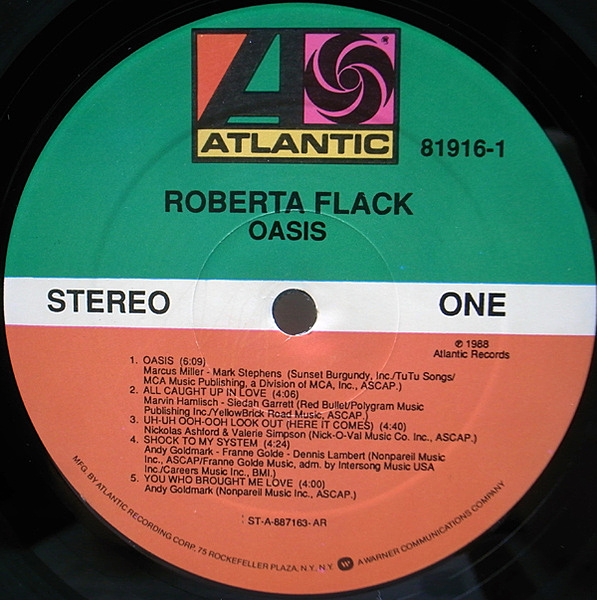 ATLANTIC
81916-1
ROBERTA FLACK
OASIS
STEREO
ONE
℗ 1988
Atlantic Records
1. OASIS (6:09)
Marcus Miller - Mark Stephens (Sunset Burgundy, Inc./TuTu Songs/
MCA Music Publishing, a Division of MCA, Inc., ASCAP.)
2. ALL CAUGHT UP IN LOVE (4:06)
Marvin Hamlisch - Siedah Garrett (Red Bullet/Polygram Music
Publishing Inc./YellowBrick Road Music, ASCAP.)
3. UH-UH OOH-OOH LOOK OUT (HERE IT COMES) (4:40)
Nickolas Ashford & Valerie Simpson (Nick-O-Val Music Co. Inc., ASCAP.)
4. SHOCK TO MY SYSTEM (4:24)
Andy Goldmark - Franne Golde - Dennis Lambert (Nonpareil Music
Inc., ASCAP/Franne Golde Music, adm. by Intersong Music USA
Inc./Careers Music Inc., BMI.)
5. YOU WHO BROUGHT ME LOVE (4:00)
Andy Goldmark (Nonpareil Music Inc., ASCAP.)
ST-A-887163-AR
MFG. BY ATLANTIC RECORDING CORP. 75 ROCKEFELLER PLAZA, N.Y. N.Y. A WARNER COMMUNICATIONS COMPANY